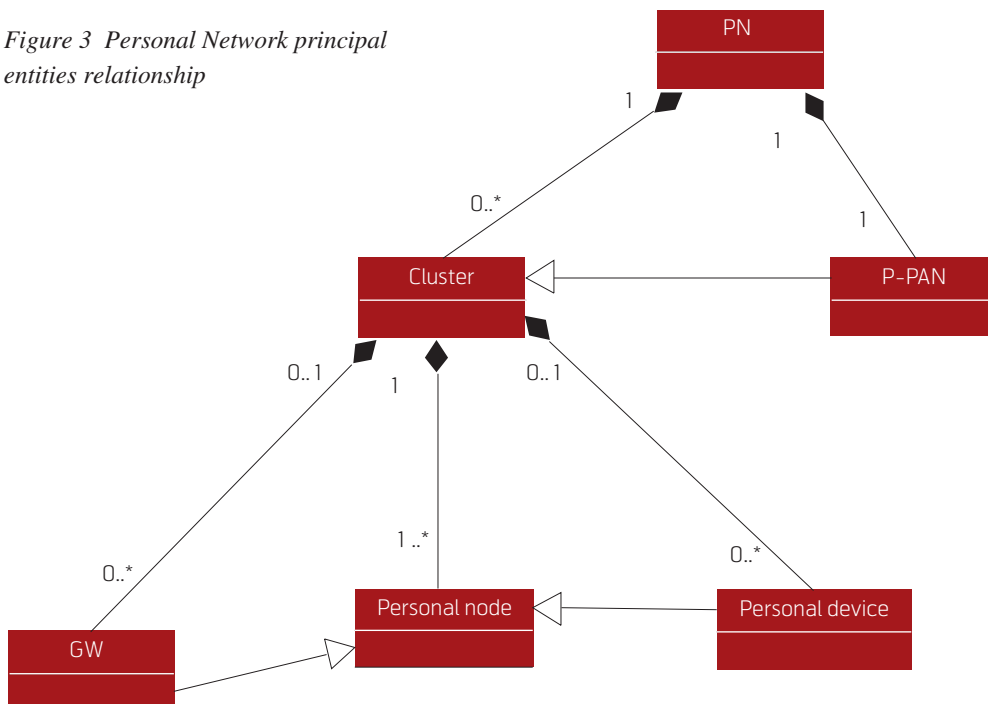 Figure 3 Personal Network principal
entities relationship
PN
1
1
0..*
1
Cluster
P-PAN
0..1
1
0..1
0..*
1 ..*
0..*
GW
Personal node
Personal device